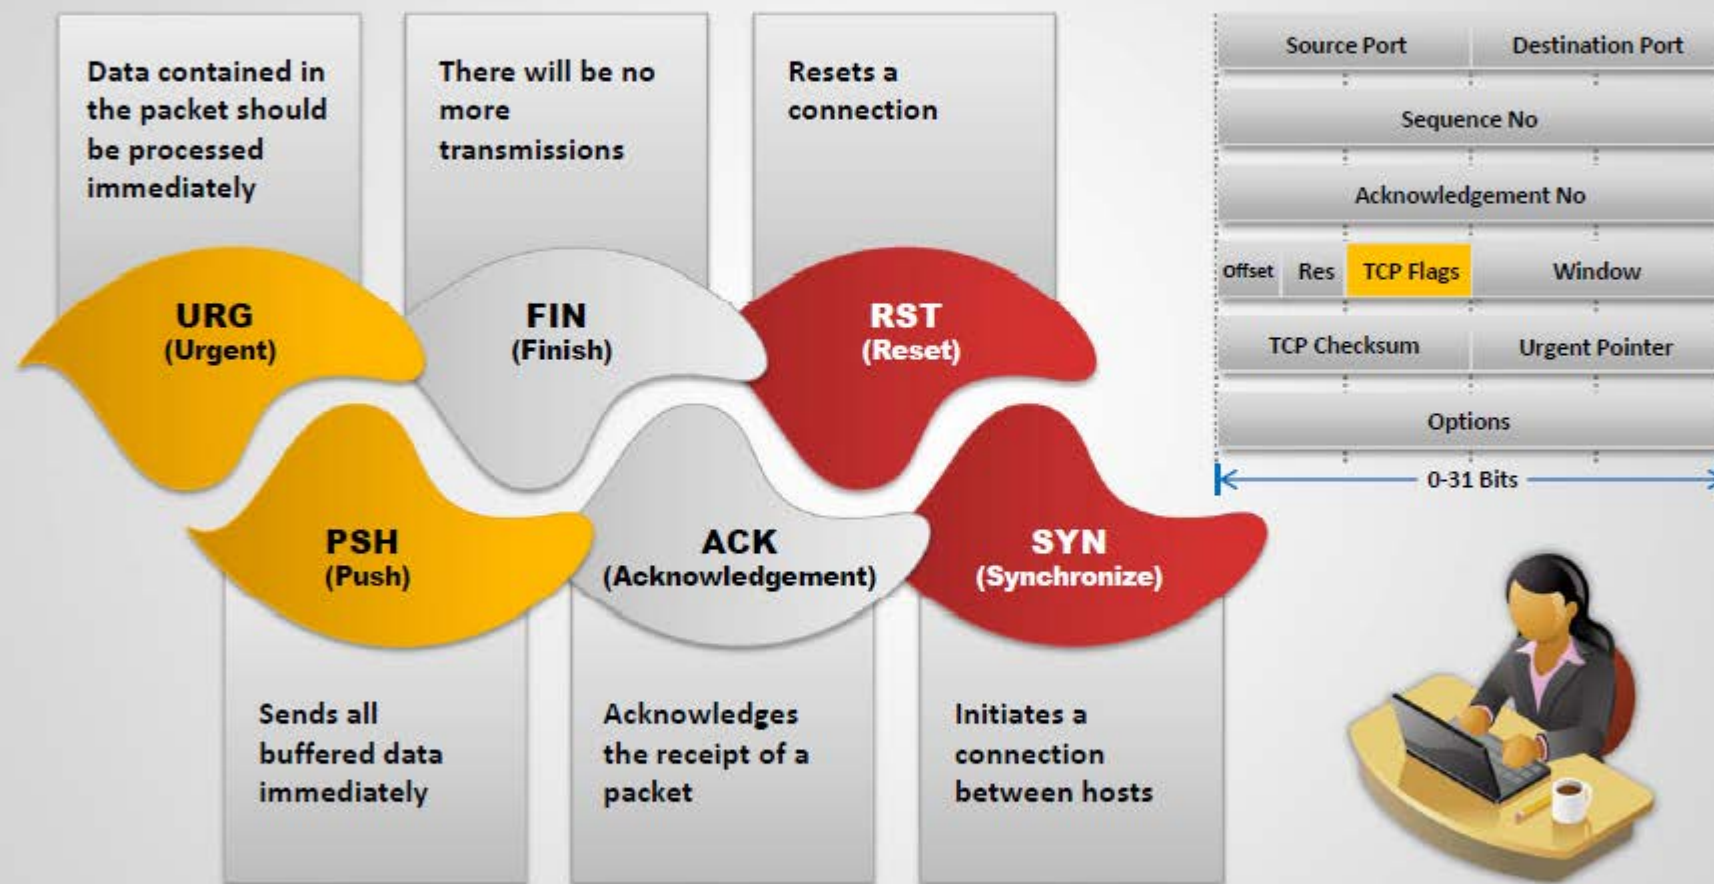 Data contained in
the packet should
be processed
immediately
There will be no
more
transmissions
Resets a
connection
URG
(Urgent)
FIN
(Finish)
RST
(Reset)
PSH
(Push)
ACK
(Acknowledgement)
SYN
(Synchronize)
Sends all
buffered data
immediately
Acknowledges
the receipt of a
packet
Initiates a
connection
between hosts
Source Port
Destination Port
Sequence No
Acknowledgement No
Offset
Res
TCP Flags
Window
TCP Checksum
Urgent Pointer
Options
0-31 Bits